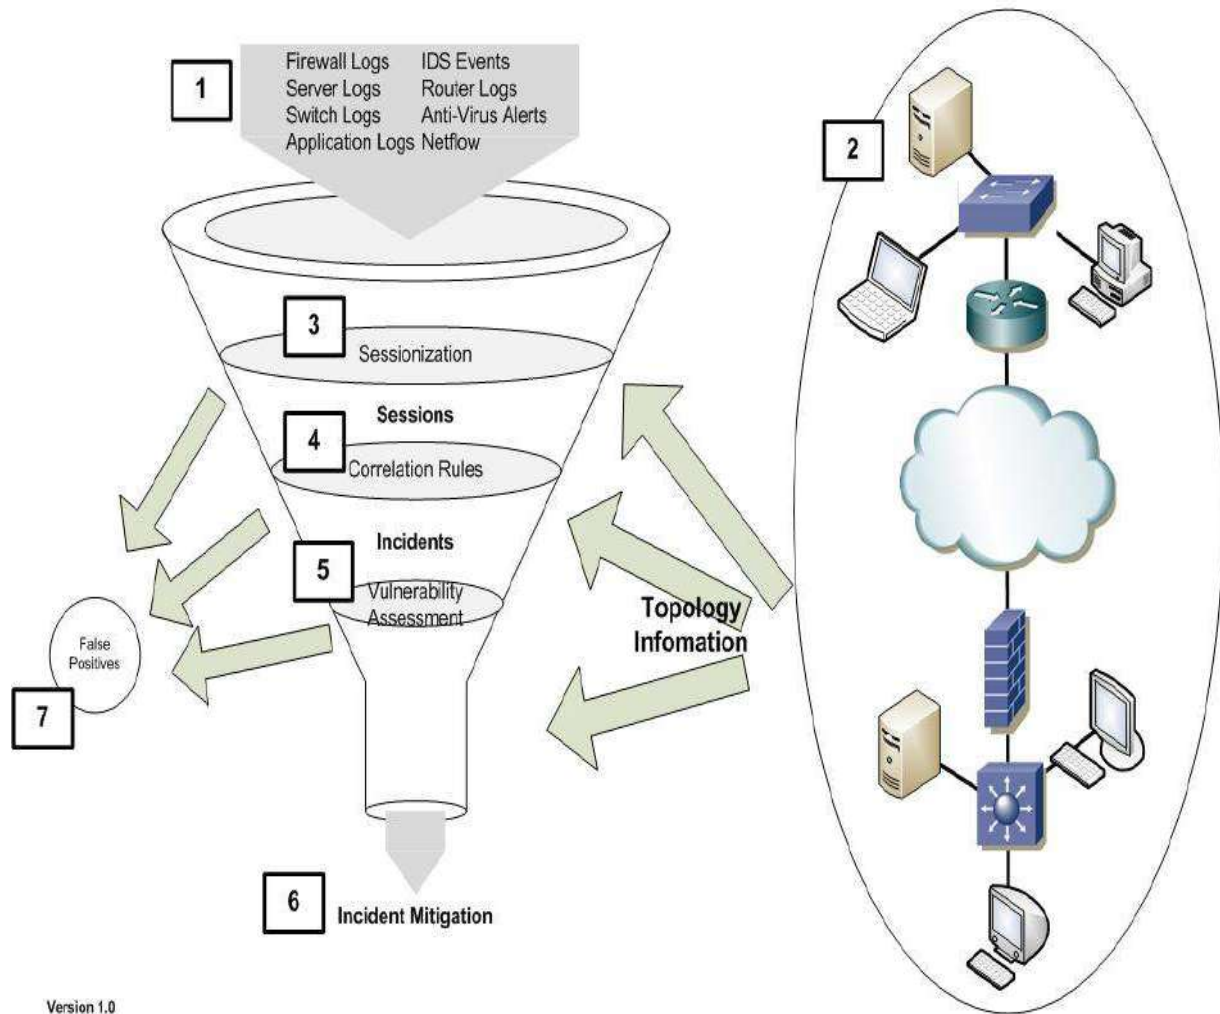 1
Firewall Logs IDS Events
Server Logs Router Logs
Switch Logs Anti-Virus Alerts
Application Logs Netflow
2
3
Sessionization
Sessions
4
Correlation Rules
Incidents
5
Vulnerability
Assessment
Topology
Infomation
False
Positives
7
6
Incident Mitigation
Version 1.0